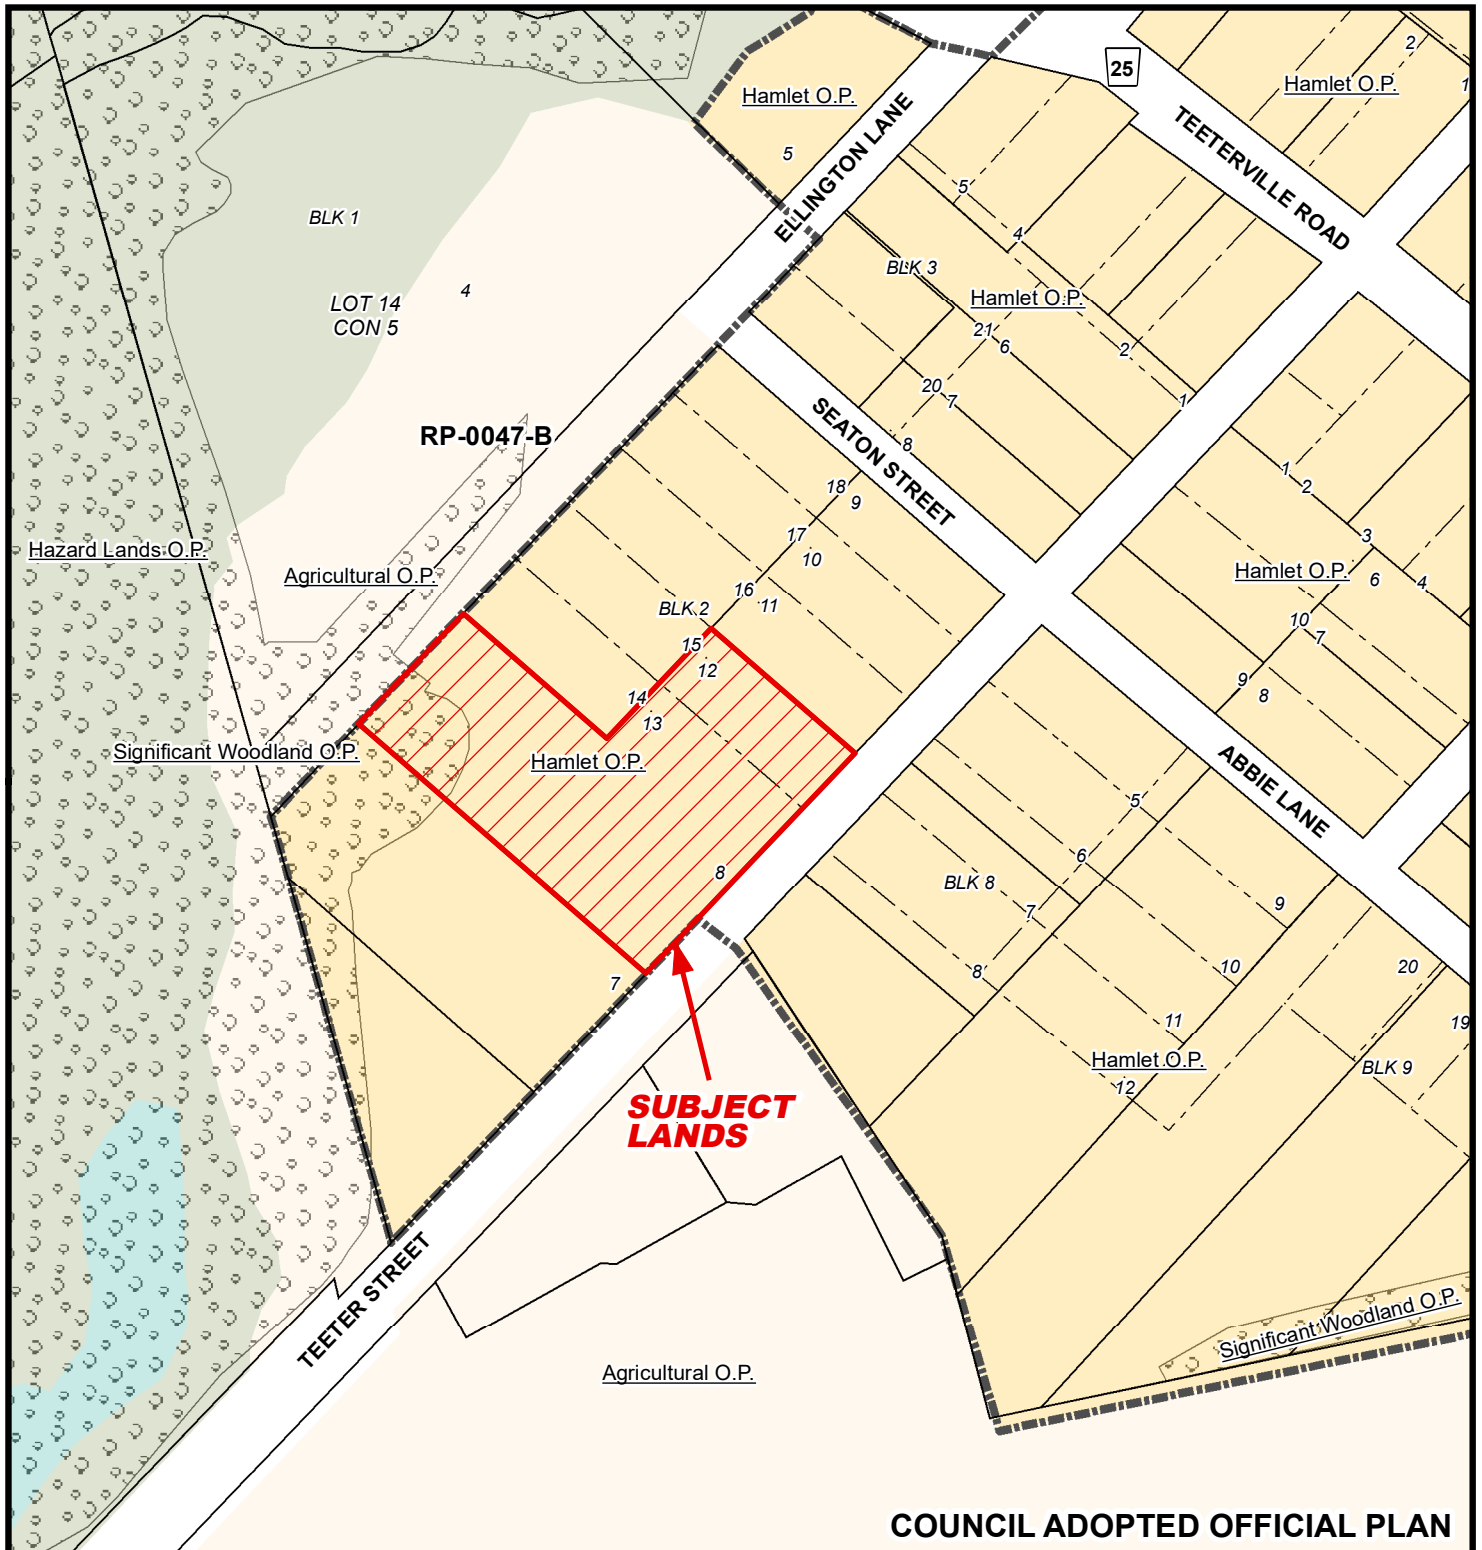 25
2
Hamlet O.P.
1
Hamlet O.P.
5
ELLINGTON LANE
TEETERVILLE ROAD
5
4
BLK 1
BLK 3
LOT 14
CON 5
4
Hamlet O.P.
21
6
2
20
7
1
SEATON STREET
8
RP-0047-B
1
2
18
9
17
10
3
Hazard Lands O.P.
Agricultural O.P.
Hamlet O.P.
6
4
16
11
BLK 2
10
7
15
12
9
8
14
13
Significant Woodland O.P.
Hamlet O.P.
ABBIE LANE
5
6
8
BLK 8
7
9
7
8
10
20
11
19
Hamlet O.P.
12
BLK 9
SUBJECT
LANDS
TEETER STREET
Significant Woodland O.P.
Agricultural O.P.
COUNCIL ADOPTED OFFICIAL PLAN